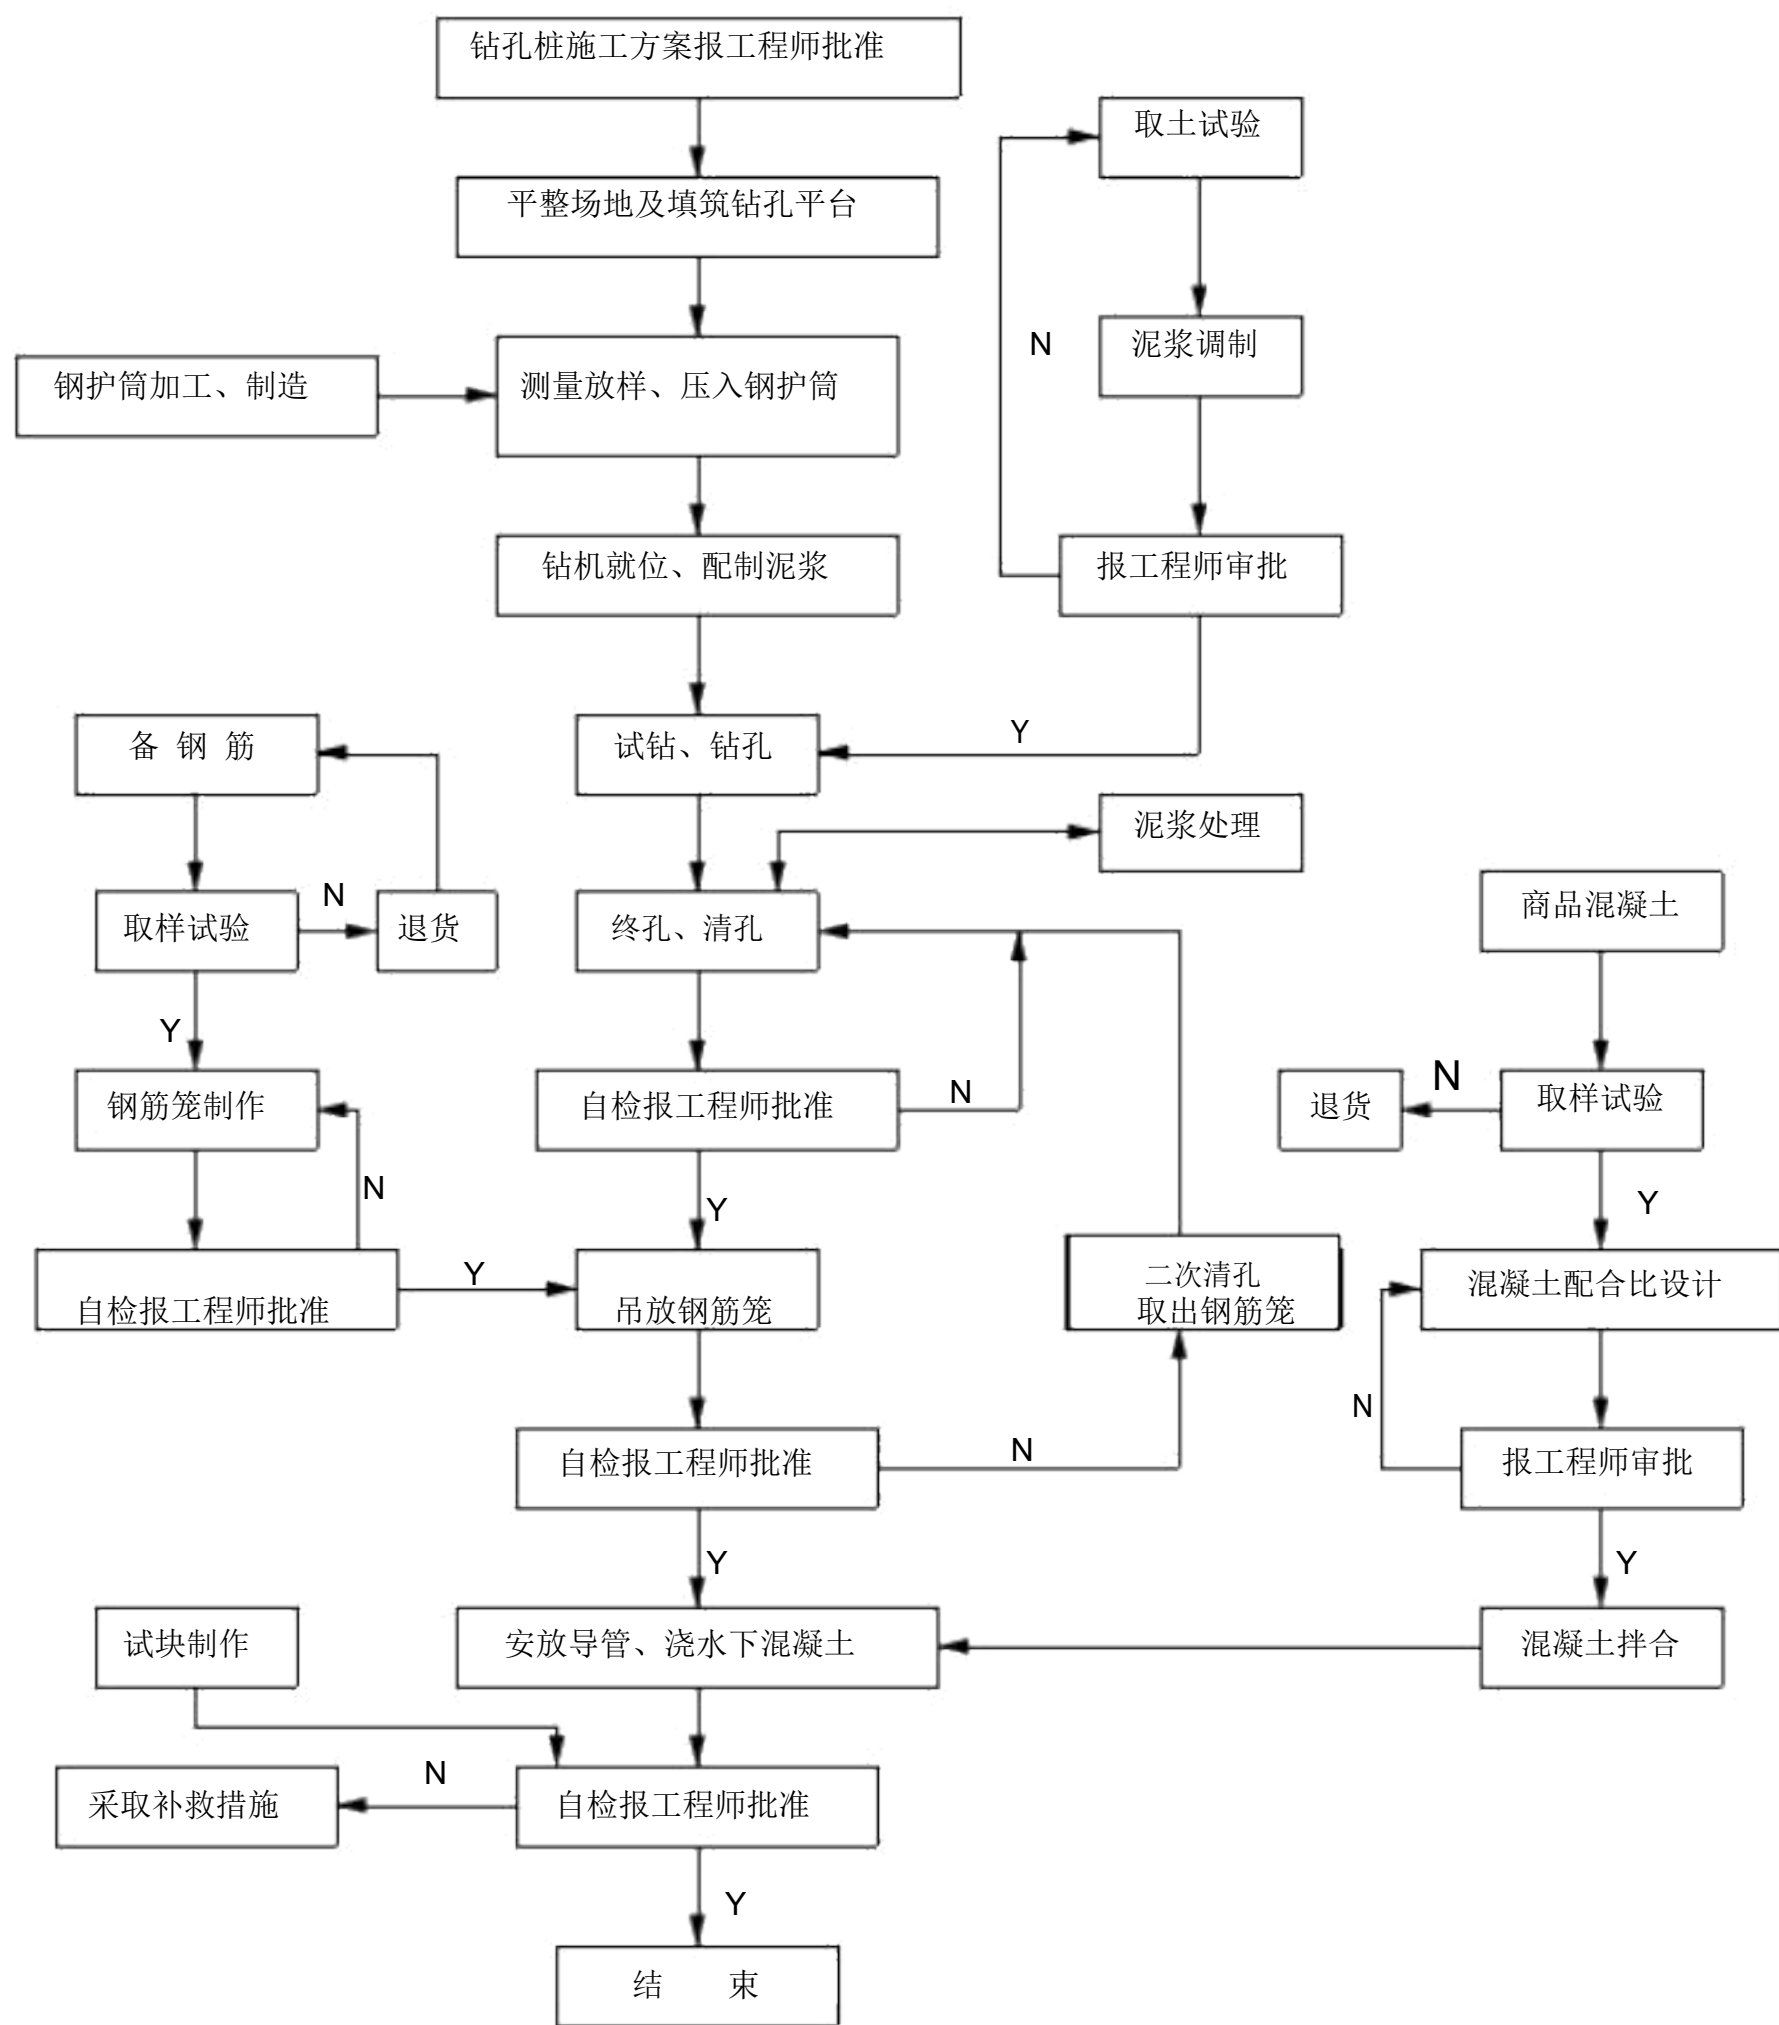 钻孔桩施工方案报工程师批准
取土试验
平整场地及填筑钻孔平台
N
泥浆调制
钢护筒加工、制造
测量放样、压入钢护筒
钻机就位、配制泥浆
报工程师审批
备 钢 筋
试钻、钻孔
Y
泥浆处理
N
取样试验
退货
终孔、清孔
商品混凝土
Y
钢筋笼制作
自检报工程师批准
N
退货
N
取样试验
N
Y
Y
自检报工程师批准
Y
吊放钢筋笼
二次清孔
取出钢筋笼
混凝土配合比设计
N
自检报工程师批准
N
报工程师审批
Y
Y
试块制作
安放导管、浇水下混凝土
混凝土拌合
N
采取补救措施
自检报工程师批准
Y
结 束